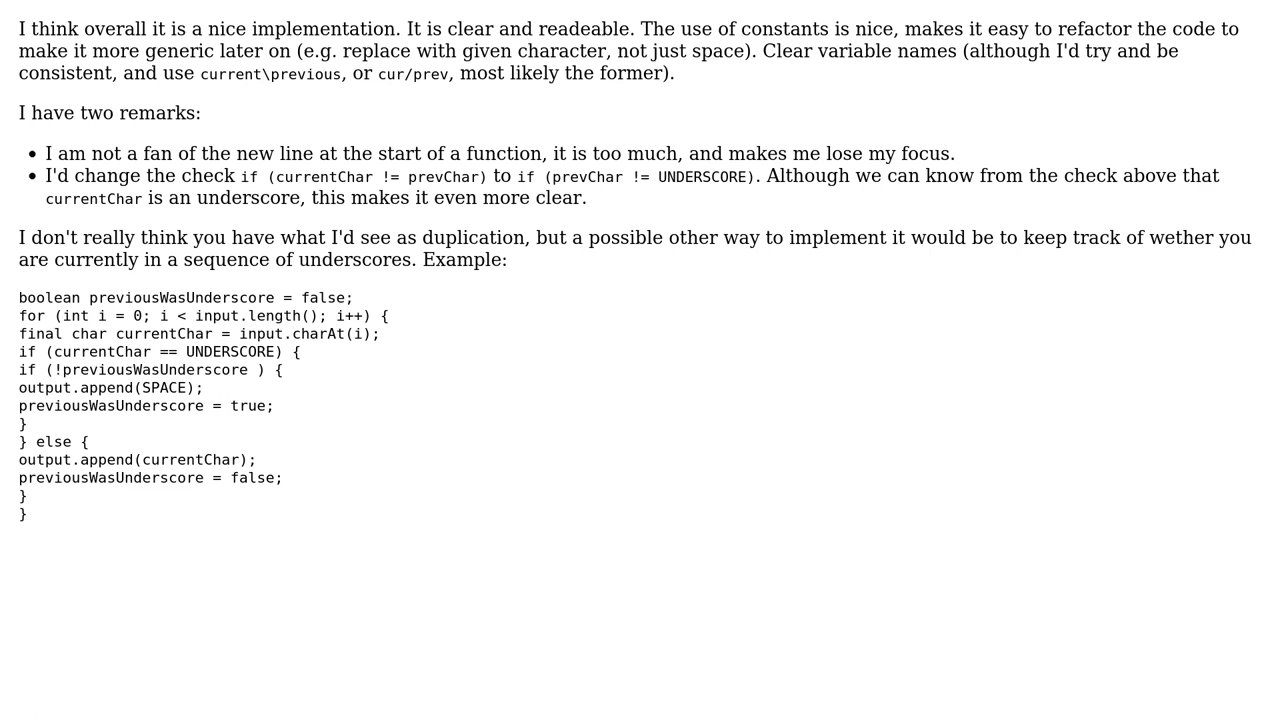 I think overall it is a nice implementation. It is clear and readeable. The use of constants is nice, makes it easy to refactor the code to
make it more generic later on (e.g. replace with given character, not just space). Clear variable names (although I'd try and be
consistent, and use current\previous, or cur/prev, most likely the former).
I have two remarks:
• I am not a fan of the new line at the start of a function, it is too much, and makes me lose my focus.
• I'd change the check if (currentChar != prevChar) to if (prevChar != UNDERSCORE). Although we can know from the check above that
currentChar is an underscore, this makes it even more clear.
I don't really think you have what I'd see as duplication, but a possible other way to implement it would be to keep track of wether you
are currently in a sequence of underscores. Example:
boolean previousWasUnderscore = false;
for (int i = 0; i < input.length(); i++) {
final char currentChar = input.charAt(i);
if (currentChar == UNDERSCORE) {
if (!previousWasUnderscore ) {
output.append(SPACE);
previousWasUnderscore = true;
}
} else {
output.append(currentChar);
previousWasUnderscore = false;
}
}